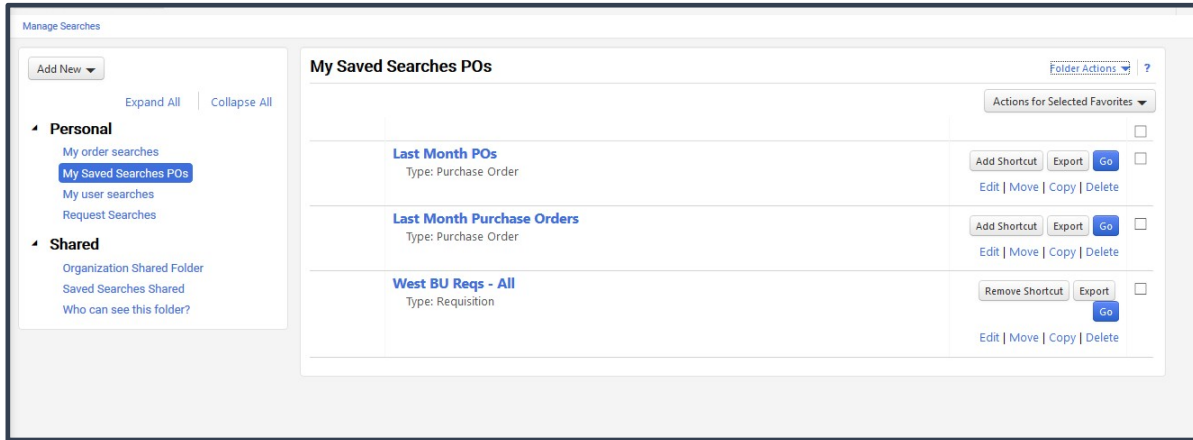 Manage Searches
Add New
Expand All | Collapse All
Personal
My order searches
My Saved Searches POs
My user searches
Request Searches
Shared
Organization Shared Folder
Saved Searches Shared
Who can see this folder?
My Saved Searches POs
Folder Actions | ?
Actions for Selected Favorites
Last Month POs
Type: Purchase Order
Add Shortcut Export Go
Edit | Move | Copy | Delete
Last Month Purchase Orders
Type: Purchase Order
Add Shortcut Export Go
Edit | Move | Copy | Delete
West BU Reqs - All
Type: Requisition
Remove Shortcut Export
Go
Edit | Move | Copy | Delete